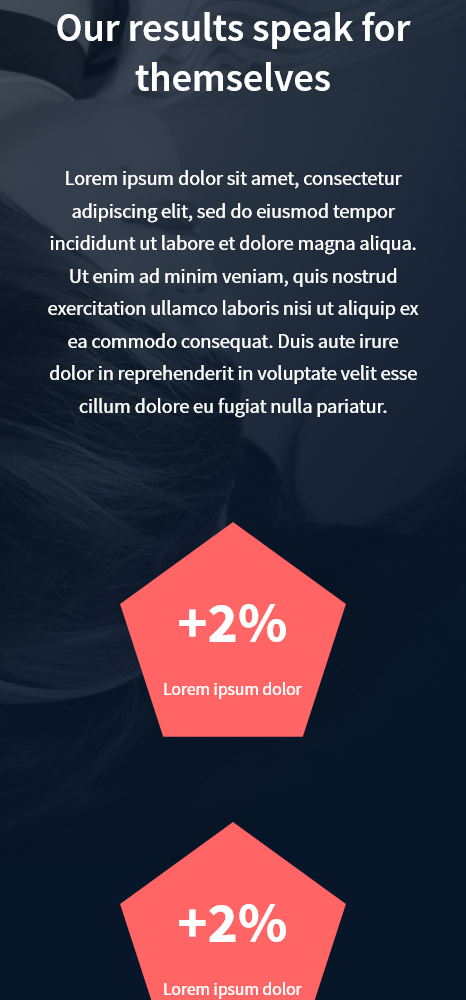 Our results speak for
themselves
Lorem ipsum dolor sit amet, consectetur
adipiscing elit, sed do eiusmod tempor
incididunt ut labore et dolore magna aliqua.
Ut enim ad minim veniam, quis nostrud
exercitation ullamco laboris nisi ut aliquip ex
ea commodo consequat. Duis aute irure
dolor in reprehenderit in voluptate velit esse
cillum dolore eu fugiat nulla pariatur.
+2%
Lorem ipsum dolor
+2%
Lorem ipsum dolor